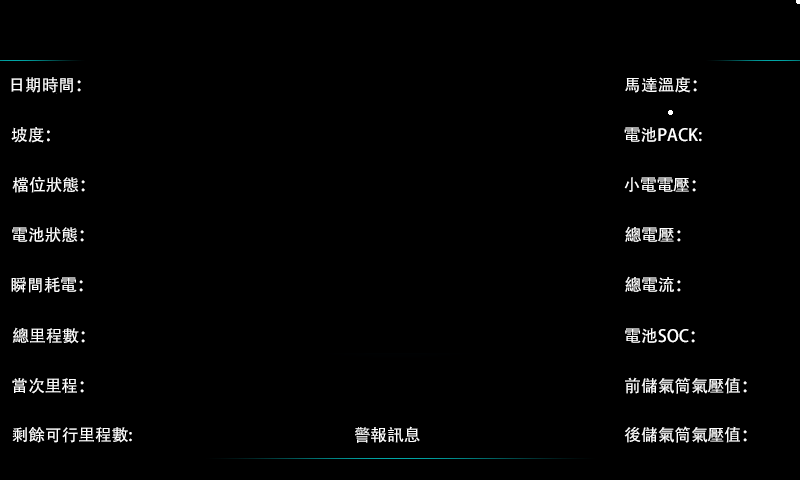 日期時間:
坡度:
檔位狀態:
電池狀態:
瞬間耗電:
總里程數:
當次里程:
剩餘可行里程數:
警報訊息
馬達溫度:
電池PACK:
小電電壓:
總電壓:
總電流:
電池SOC:
前儲氣筒氣壓值:
後儲氣筒氣壓值: